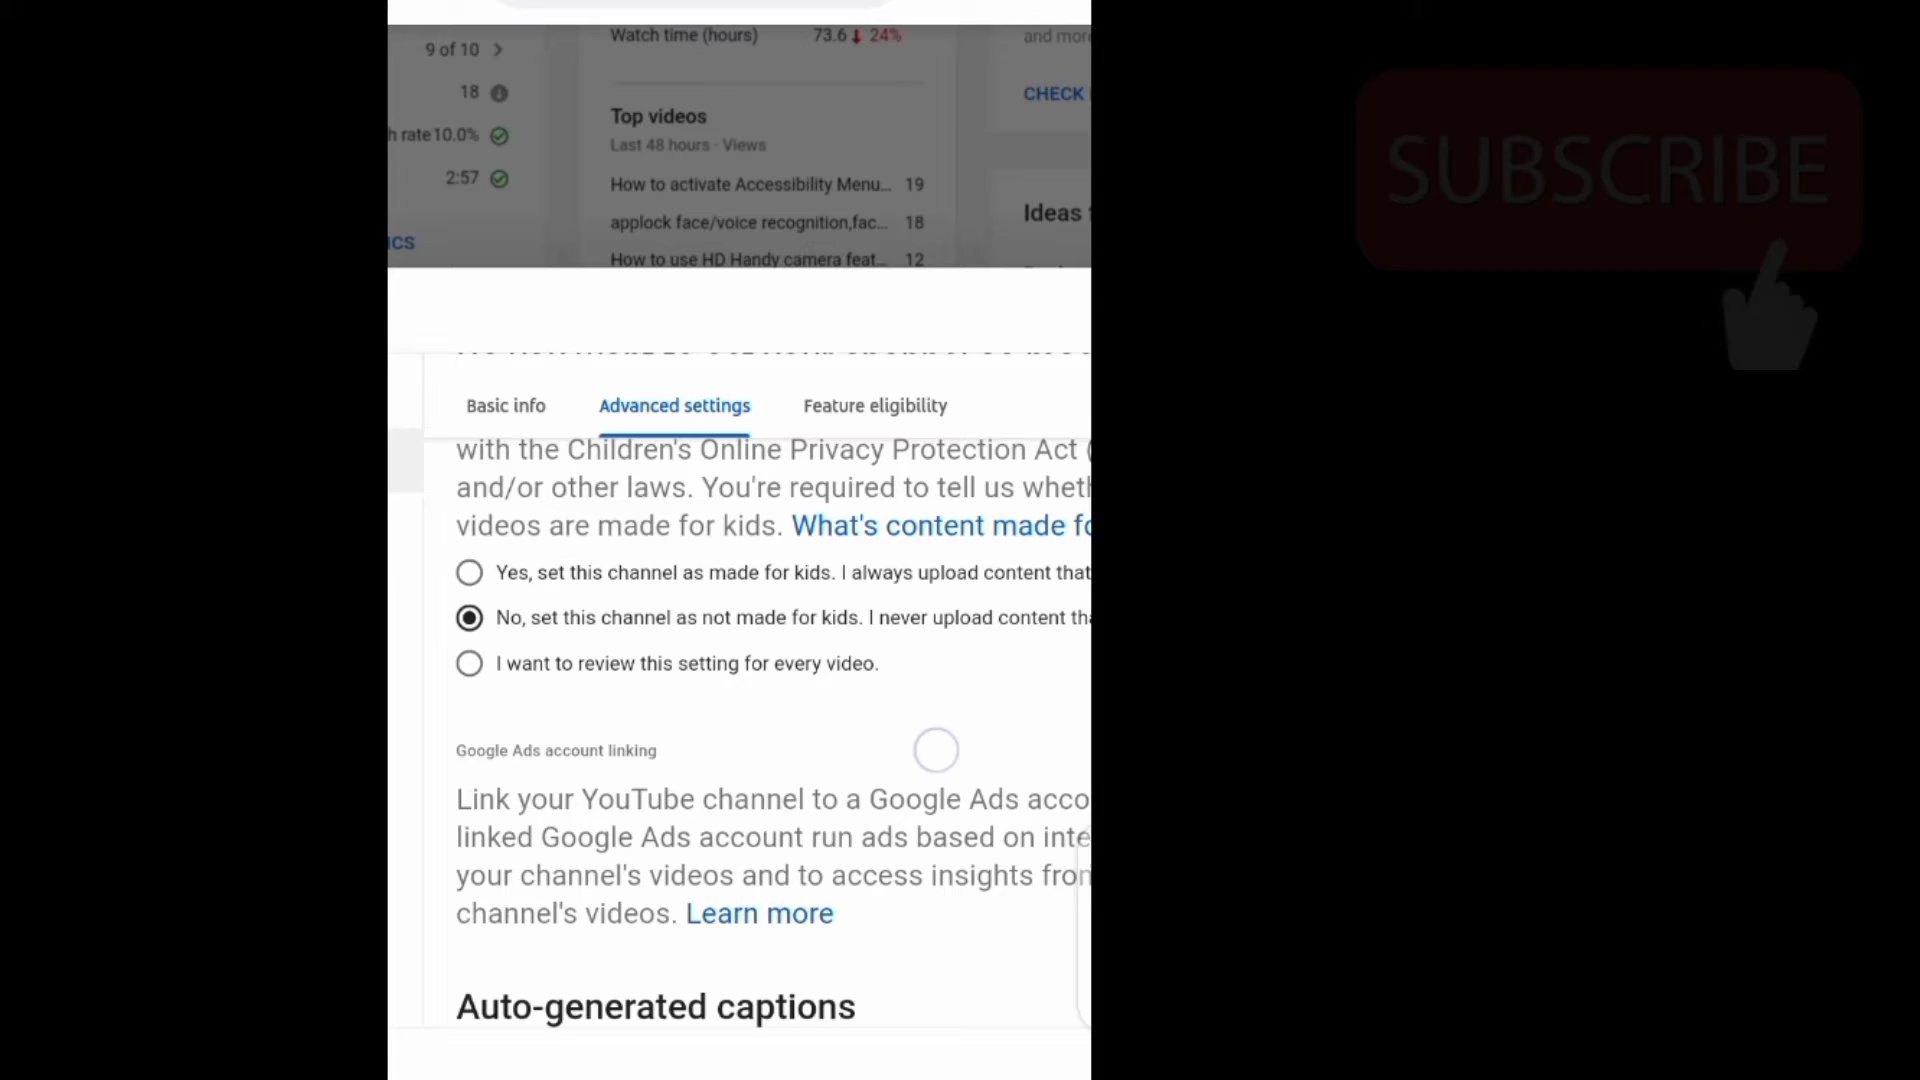 9 of 10
18
h rate 10.0%
2:57
ICS
Watch time (hours) 73.6 24%
Top videos
Last 48 hours · Views
How to activate Accessibility Menu... 19
applock face/voice recognition,fac... 18
How to use HD Handy camera feat... 12
and more
CHECK
Ideas
SUBSCRIBE
Basic info Advanced settings Feature eligibility
with the Children's Online Privacy Protection Act (
and/or other laws. You're required to tell us wheth
videos are made for kids. What's content made fo
Yes, set this channel as made for kids. I always upload content that
No, set this channel as not made for kids. I never upload content tha
I want to review this setting for every video.
Google Ads account linking
Link your YouTube channel to a Google Ads acco
linked Google Ads account run ads based on inte
your channel's videos and to access insights from
channel's videos. Learn more
Auto-generated captions